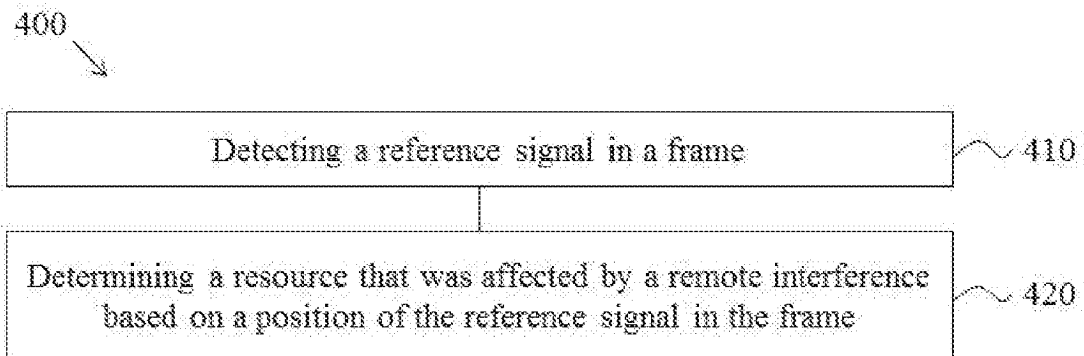 400
Detecting a reference signal in a frame
410
Determining a resource that was affected by a remote interference
based on a position of the reference signal in the frame
420